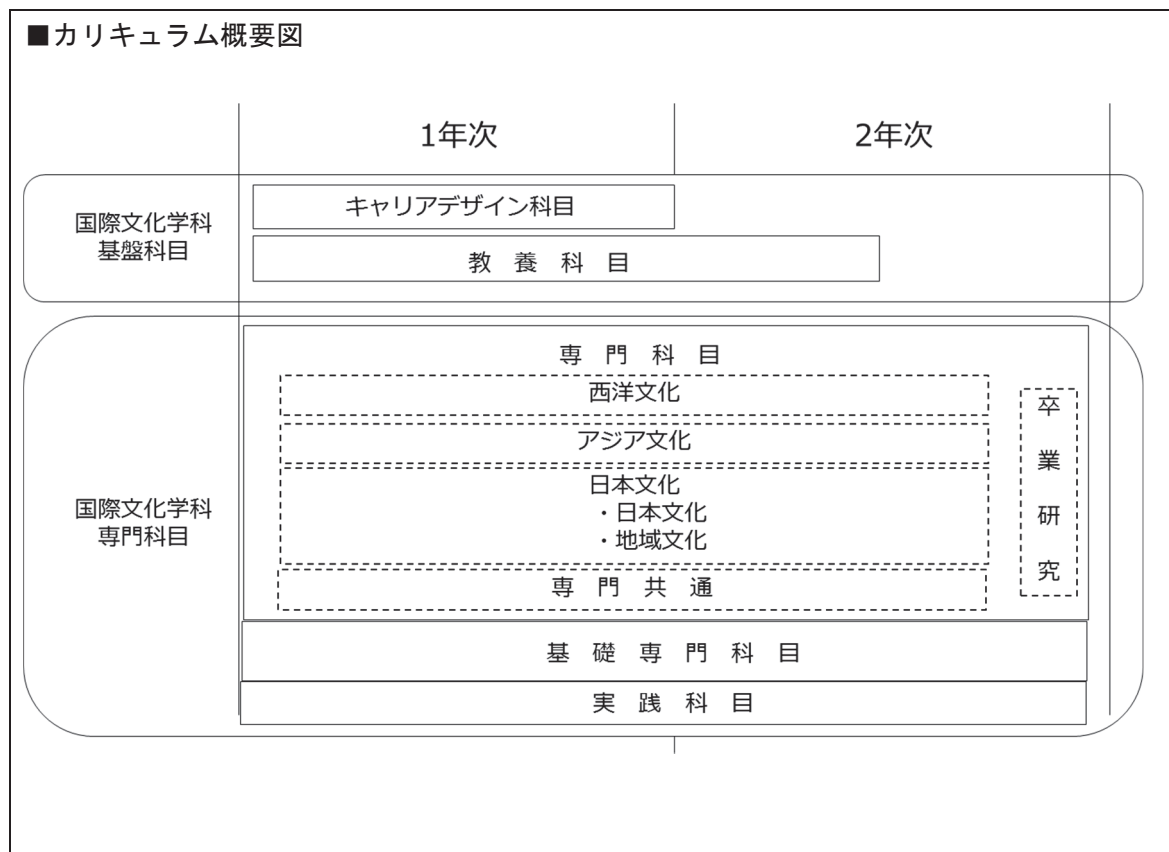 ■カリキュラム概要図
1年次
2年次
国際文化学科
基盤科目
キャリアデザイン科目
教養科目
国際文化学科
専門科目
専門科目
西洋文化
アジア文化
日本文化
・日本文化
・地域文化
専門共通
卒業研究
基礎専門科目
実践科目